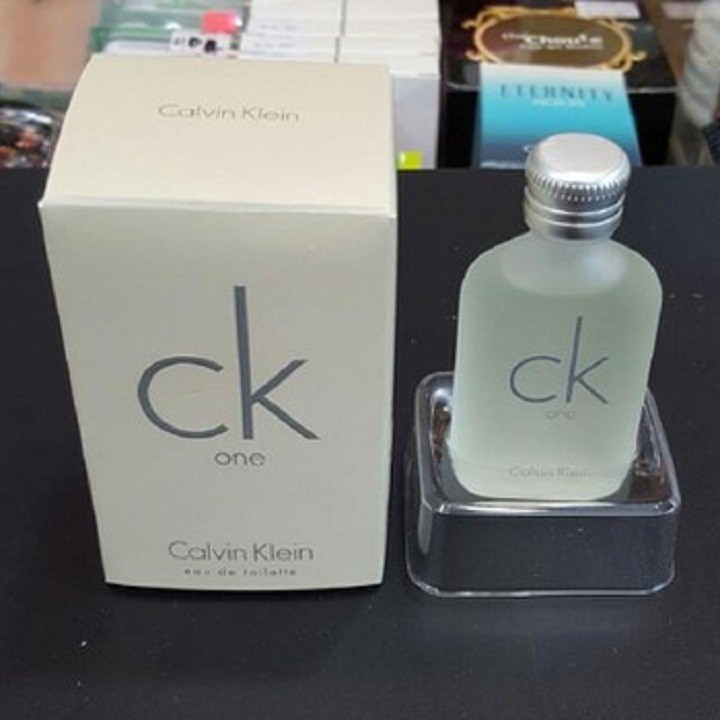 Calvin Klein
ck
one
Calvin Klein
eau de toilette
ck
one
Calvin Klein
ETERNITY